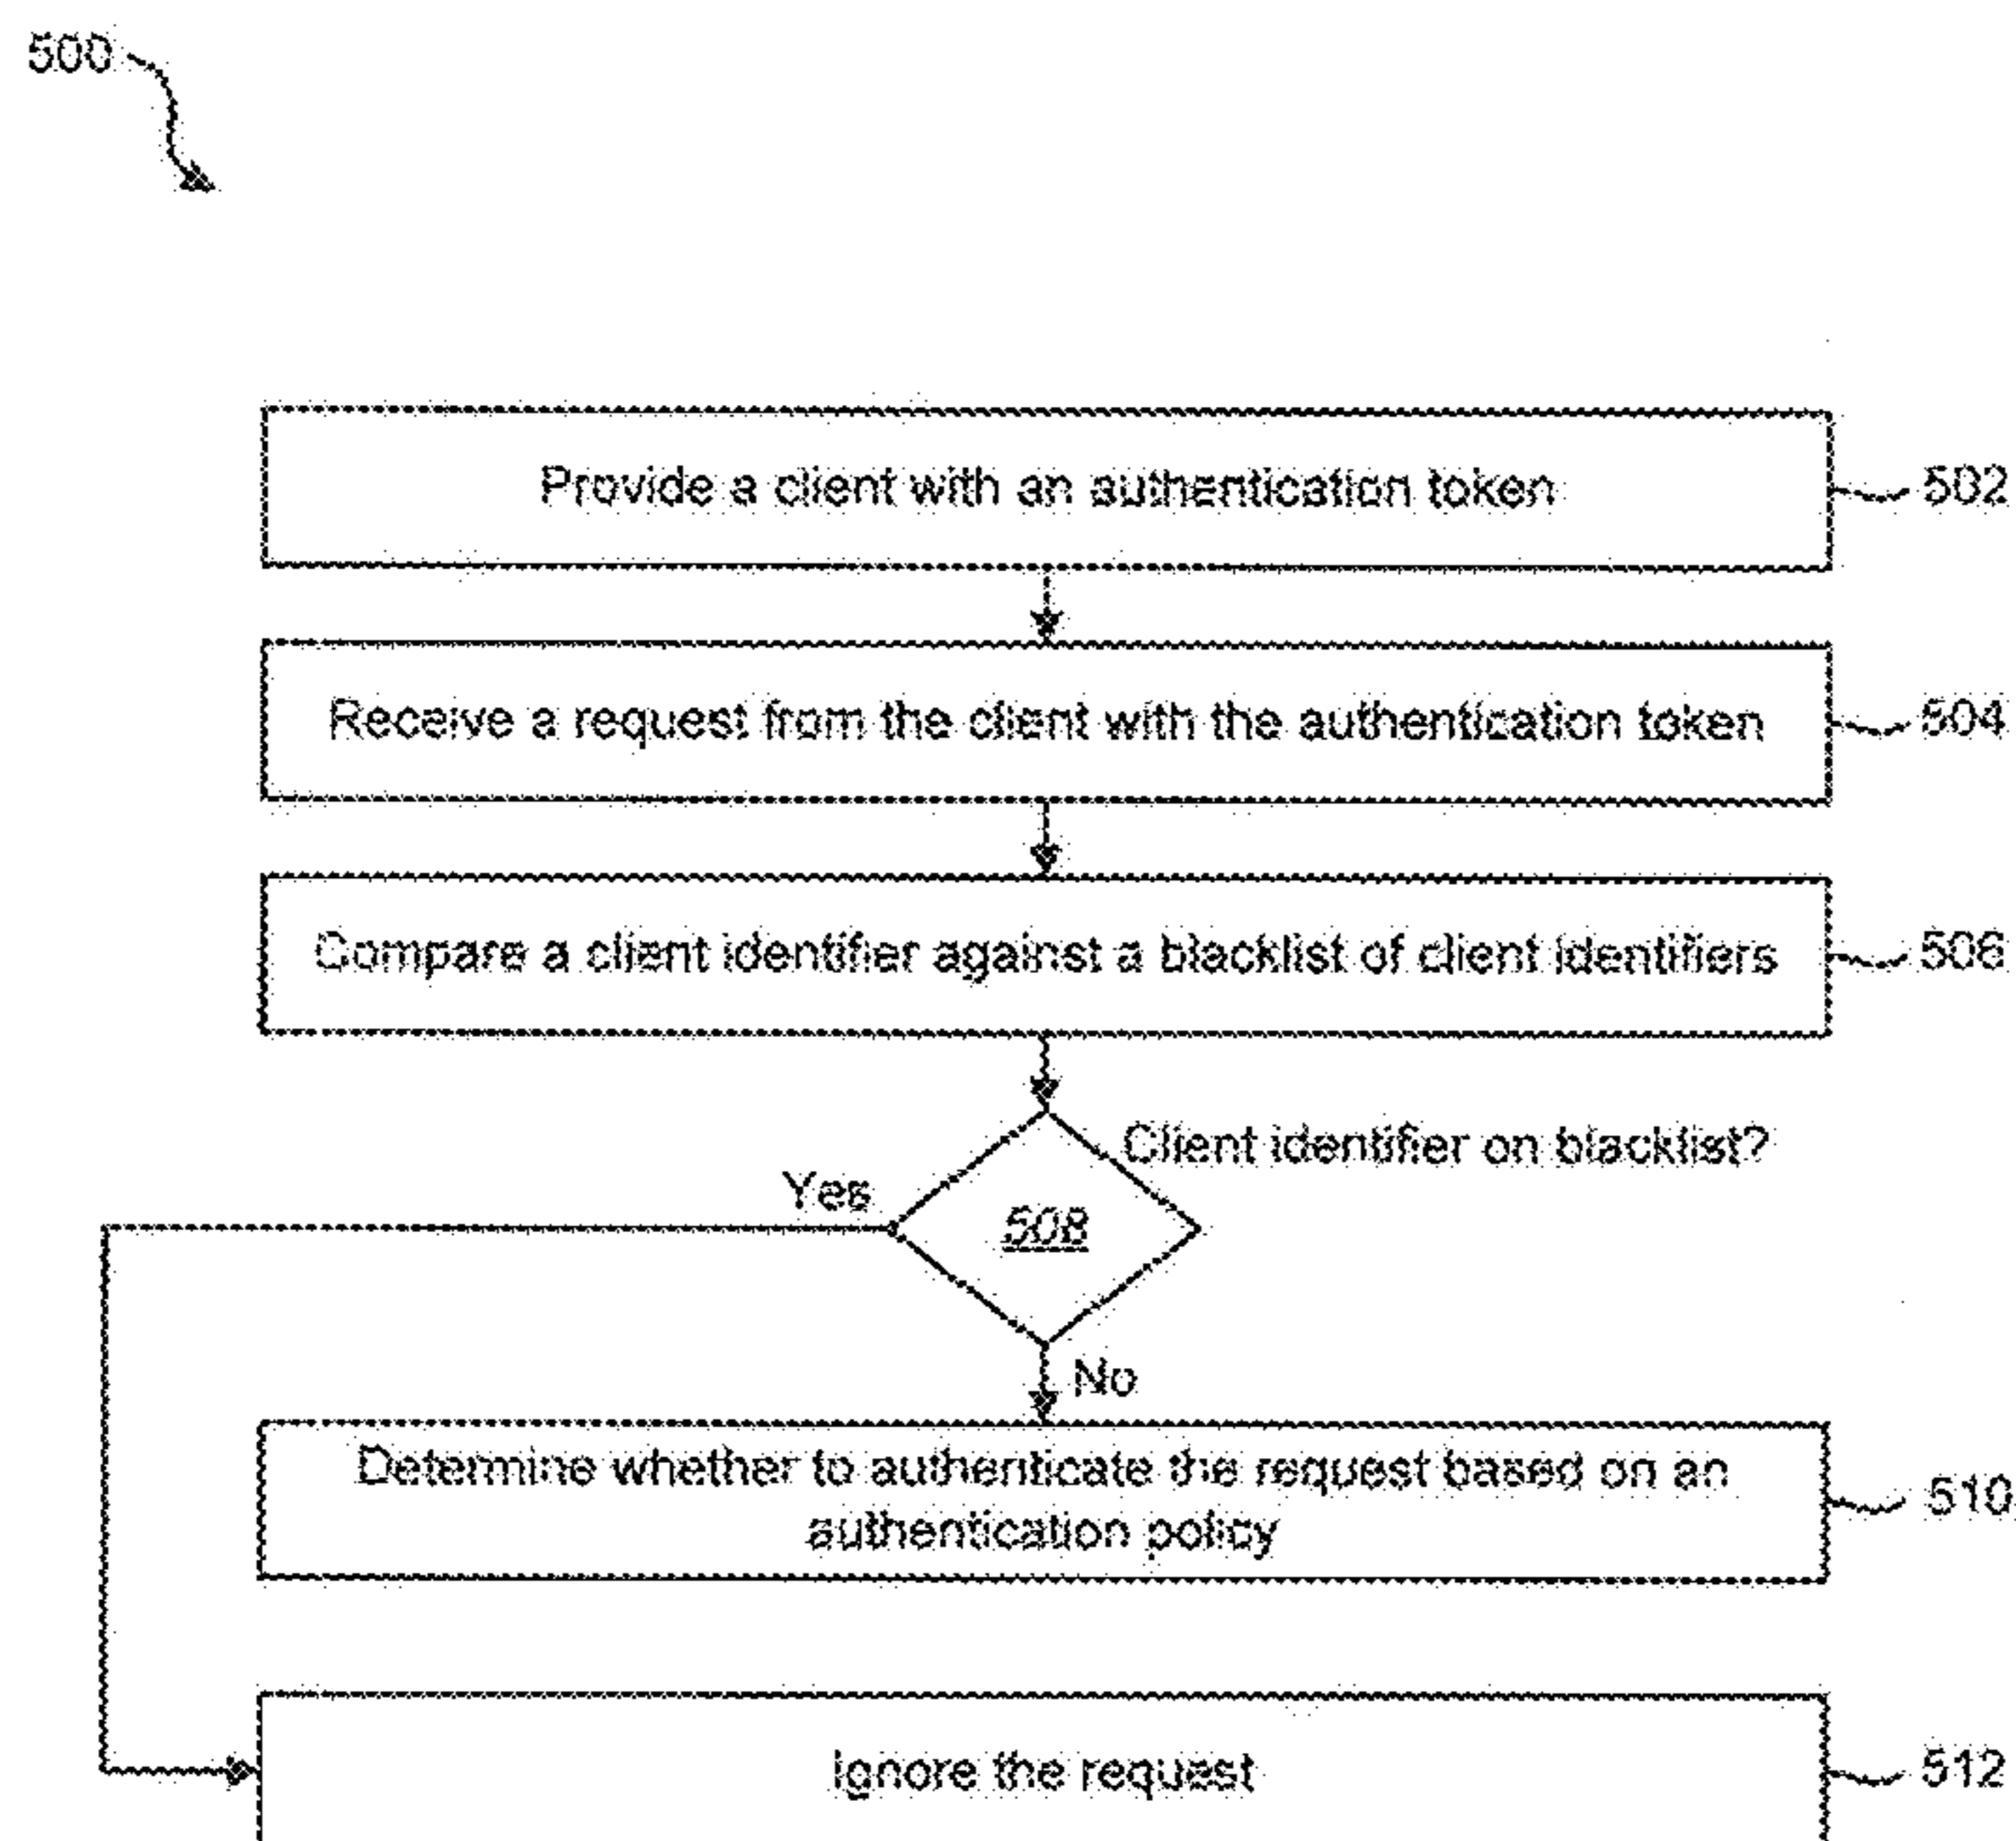 500
Provide a client with an authentication token
502
Receive a request from the client with the authentication token
504
Compare a client identifier against a blacklist of client identifiers
506
Client identifier on blacklist?
Yes
508
No
Determine whether to authenticate the request based on an
authentication policy
510
Ignore the request
512